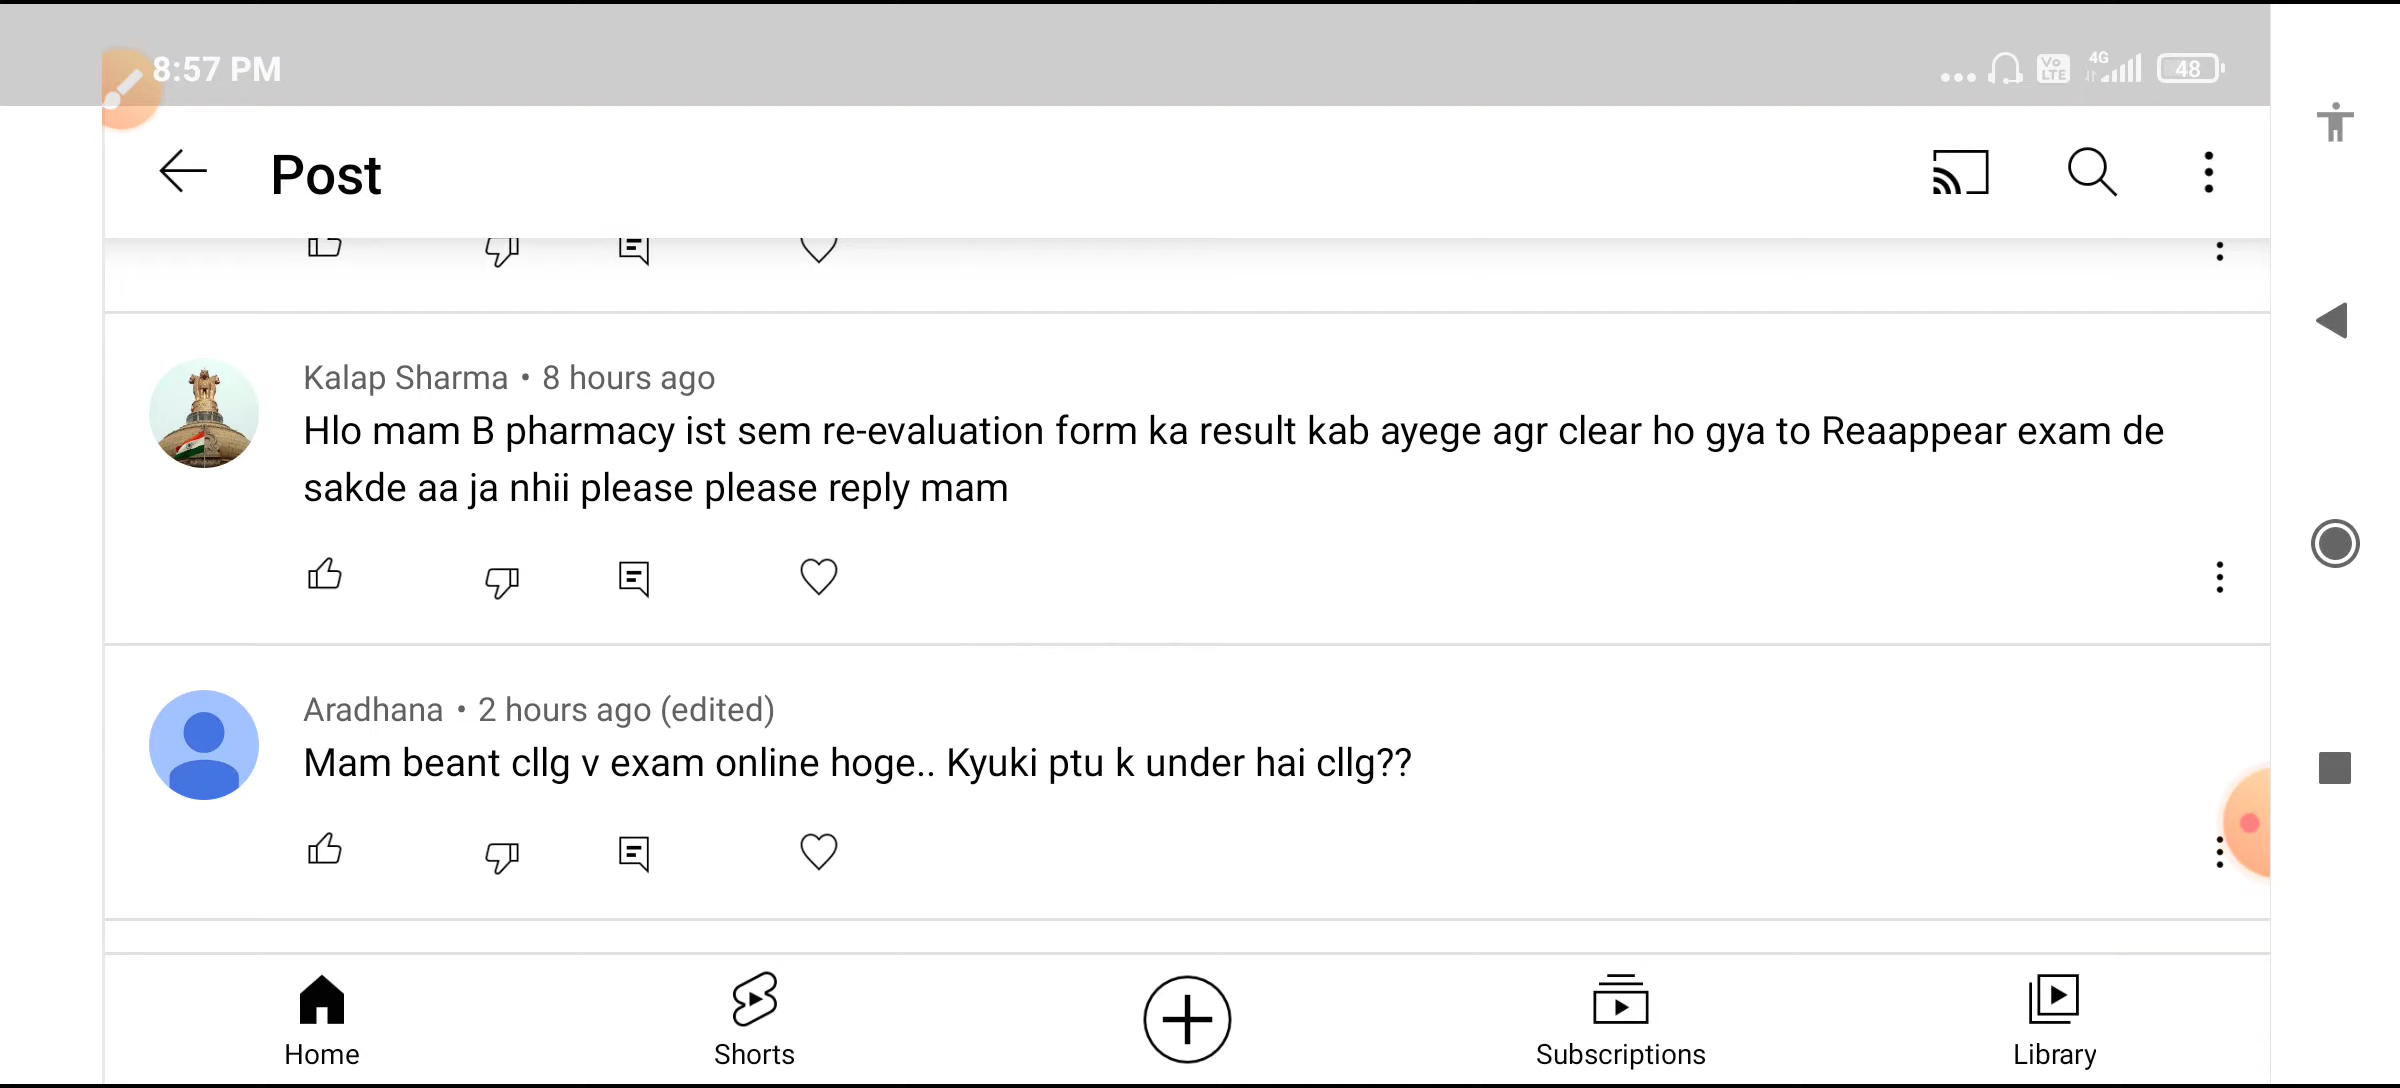 8:57 PM
Vo LTE 4G 48
Post
Kalap Sharma • 8 hours ago
Hlo mam B pharmacy ist sem re-evaluation form ka result kab ayege agr clear ho gya to Reaappear exam de
sakde aa ja nhii please please reply mam
Aradhana • 2 hours ago (edited)
Mam beant cllg v exam online hoge.. Kyuki ptu k under hai cllg??
Home Shorts Subscriptions Library